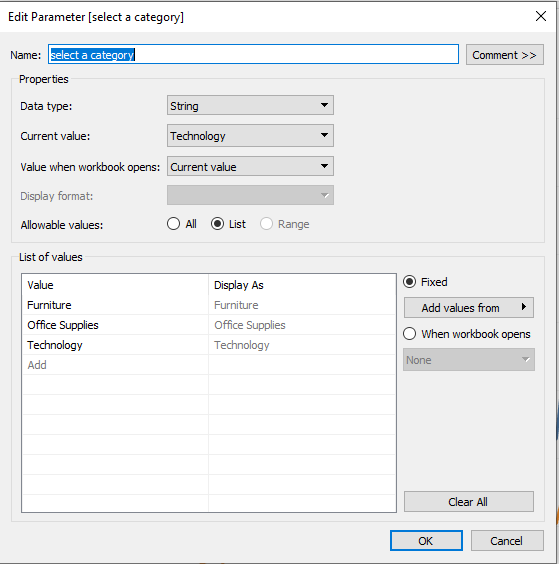 Edit Parameter [select a category]
Name: select a category Comment >>
Properties
Data type: String
Current value: Technology
Value when workbook opens: Current value
Display format:
Allowable values: All List Range
List of values
Value Display As Fixed
Furniture Furniture
Add values from
Office Supplies Office Supplies
When workbook opens
Technology Technology
Add None
Clear All
OK Cancel